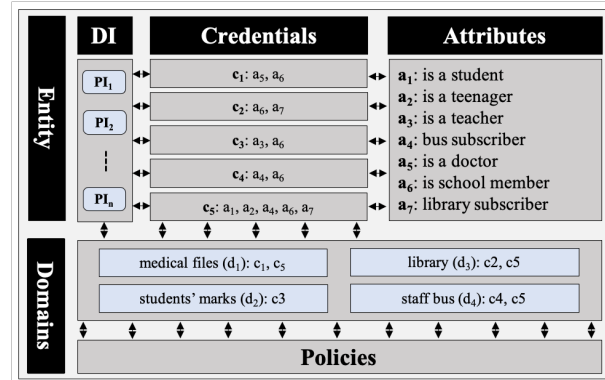 DI
Credentials
Attributes
Entity
PI1
PI2
PIn
c1: a5, a6
c2: a6, a7
c3: a3, a6
c4: a4, a6
c5: a1, a2, a4, a6, a7
a1: is a student
a2: is a teenager
a3: is a teacher
a4: bus subscriber
a5: is a doctor
a6: is school member
a7: library subscriber
Domains
medical files (d1): c1, c5
library (d3): c2, c5
students' marks (d2): c3
staff bus (d4): c4, c5
Policies